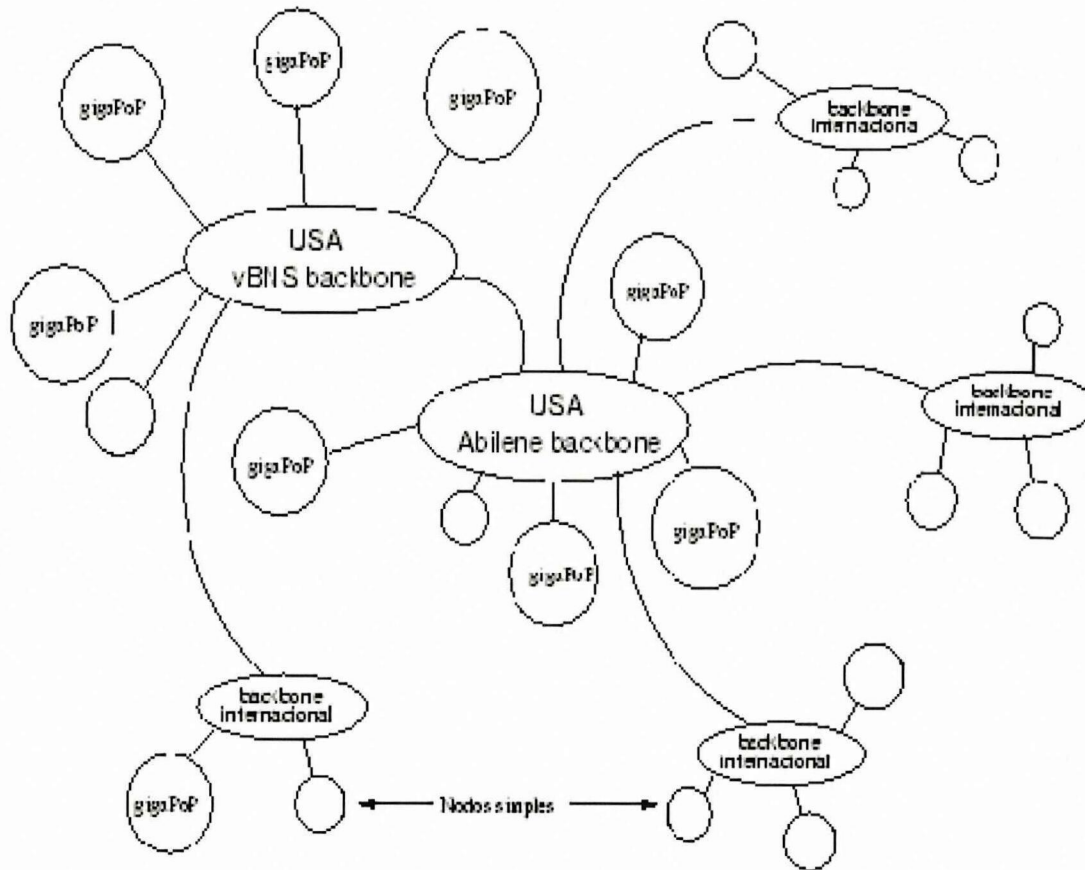 gigaPoP
gigaPoP
gigaPoP
USA
vBNS backbone
gigaPoP
backbone
internaciona
gigaPoP
USA
Abilene backbone
backbone
internacional
gigaPoP
gigaPoP
gigaPoP
backbone
internacional
gigaPoP
backbone
internacional
Nodos simples